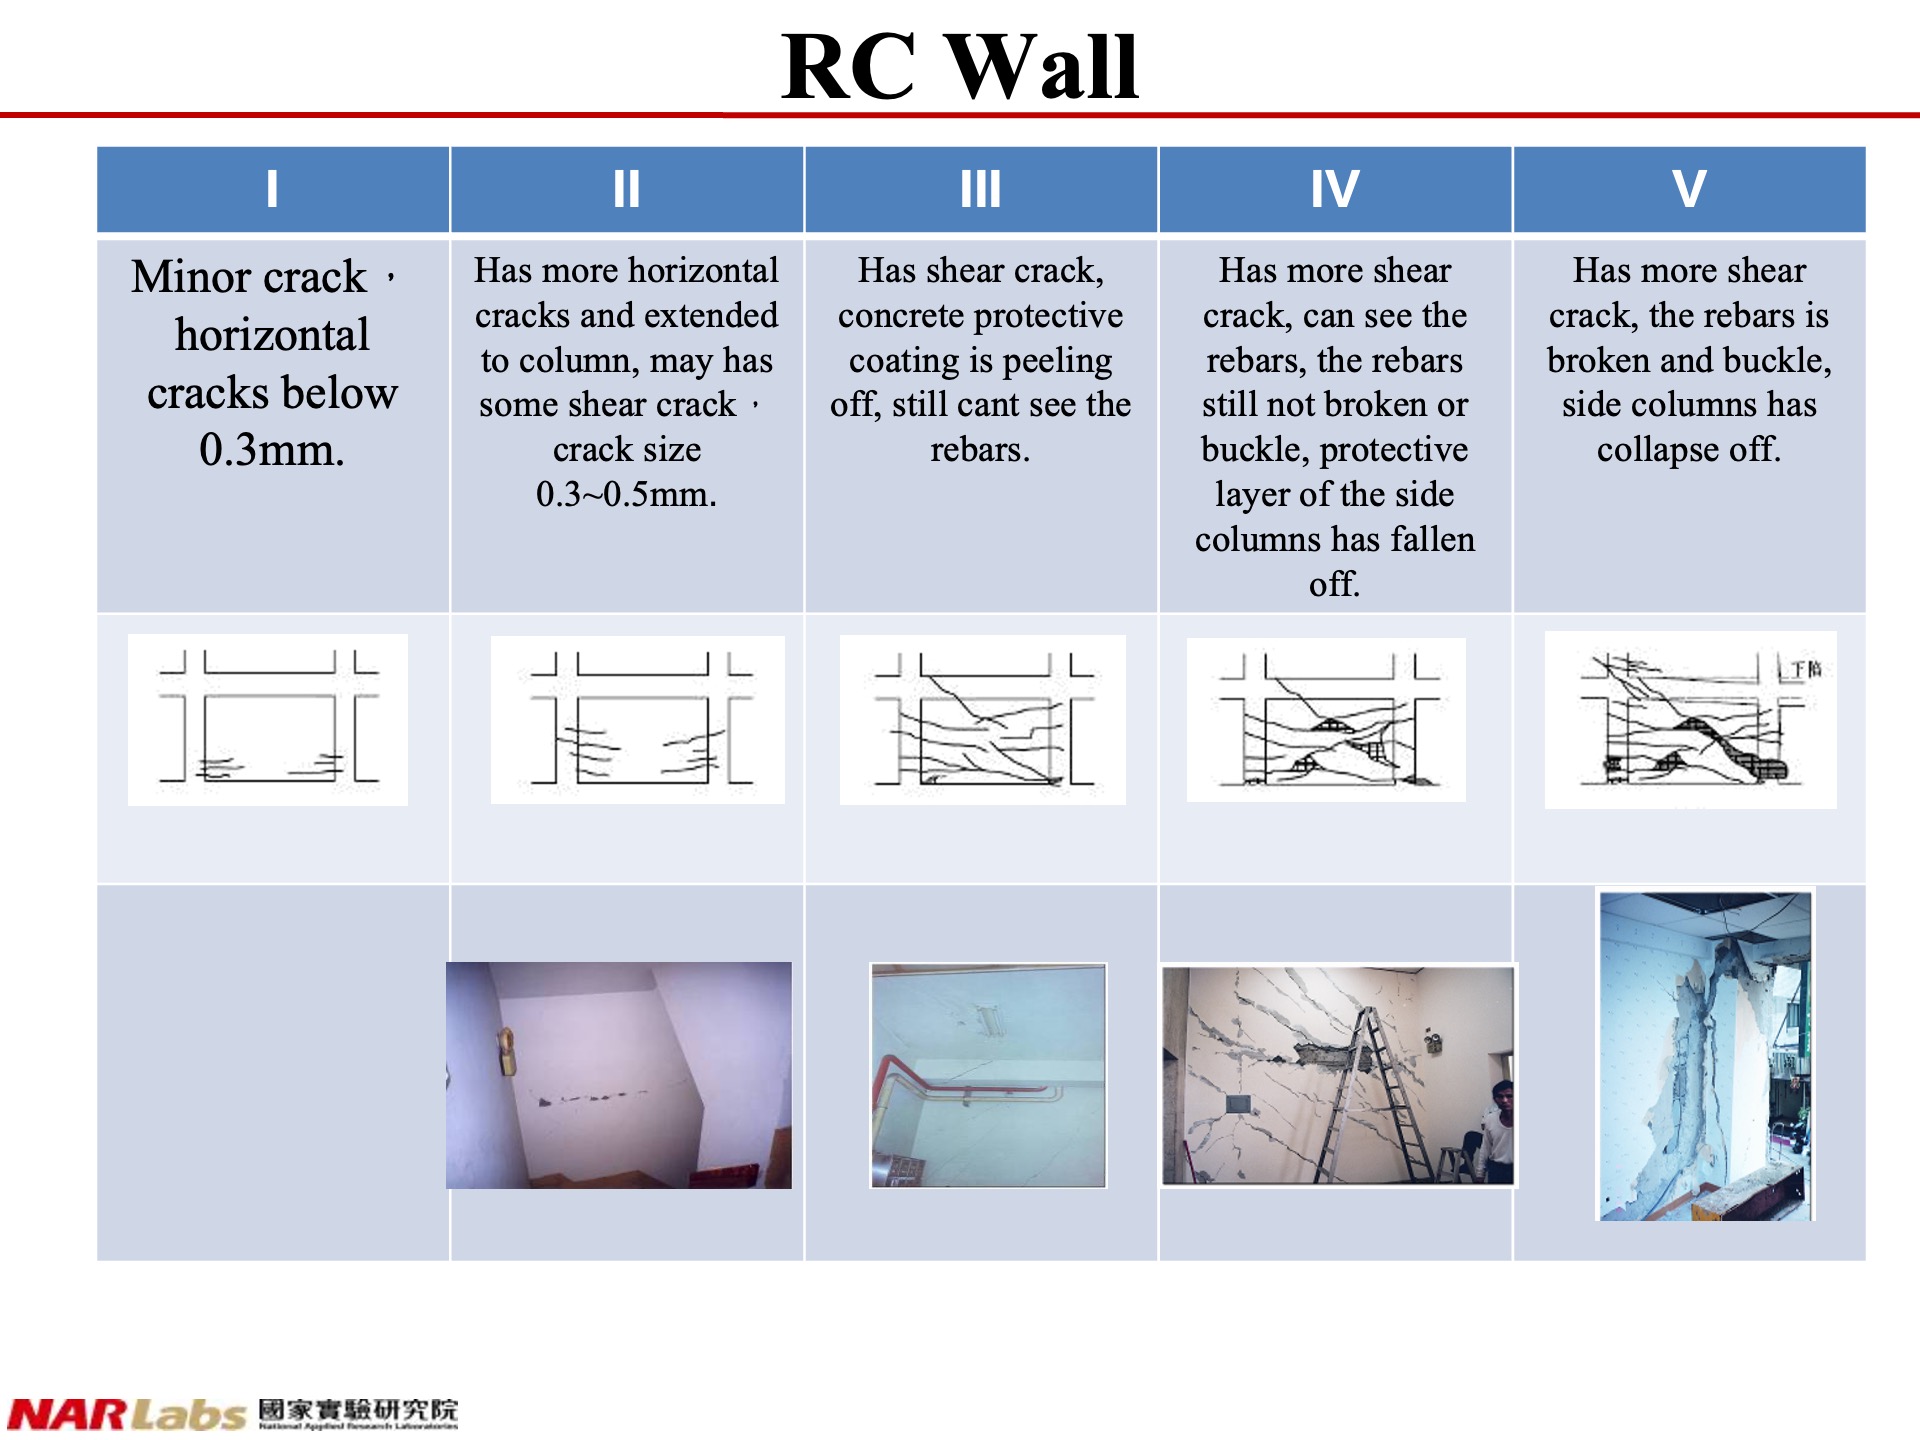 RC Wall
I
II
III
IV
V
Minor crack，
horizontal
cracks below
0.3mm.
Has more horizontal
cracks and extended
to column, may has
some shear crack，
crack size
0.3~0.5mm.
Has shear crack,
concrete protective
coating is peeling
off, still cant see the
rebars.
Has more shear
crack, can see the
rebars, the rebars
still not broken or
buckle, protective
layer of the side
columns has fallen
off.
Has more shear
crack, the rebars is
broken and buckle,
side columns has
collapse off.
下陷
NARLabs 國家實驗研究院
National Applied Research Laboratories